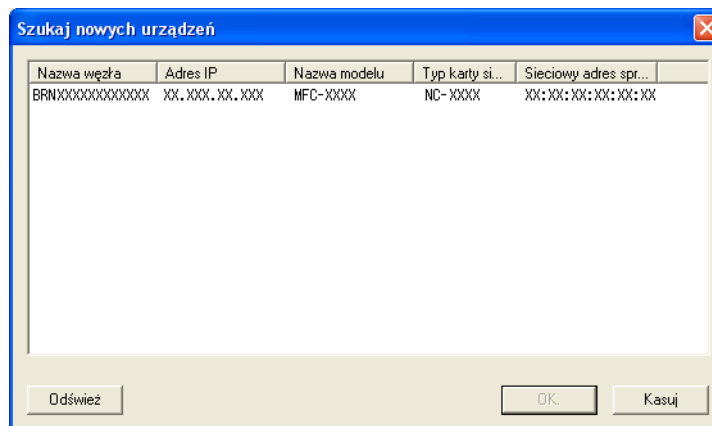 Szukaj nowych urządzeń
Nazwa węzła Adres IP Nazwa modelu Typ karty si... Sieciowy adres spr...
BRNXXXXXXXXXXXX XX.XXX.XX.XXX MFC-XXXX NC-XXXX XX:XX:XX:XX:XX:XX
Odśwież OK. Kasuj